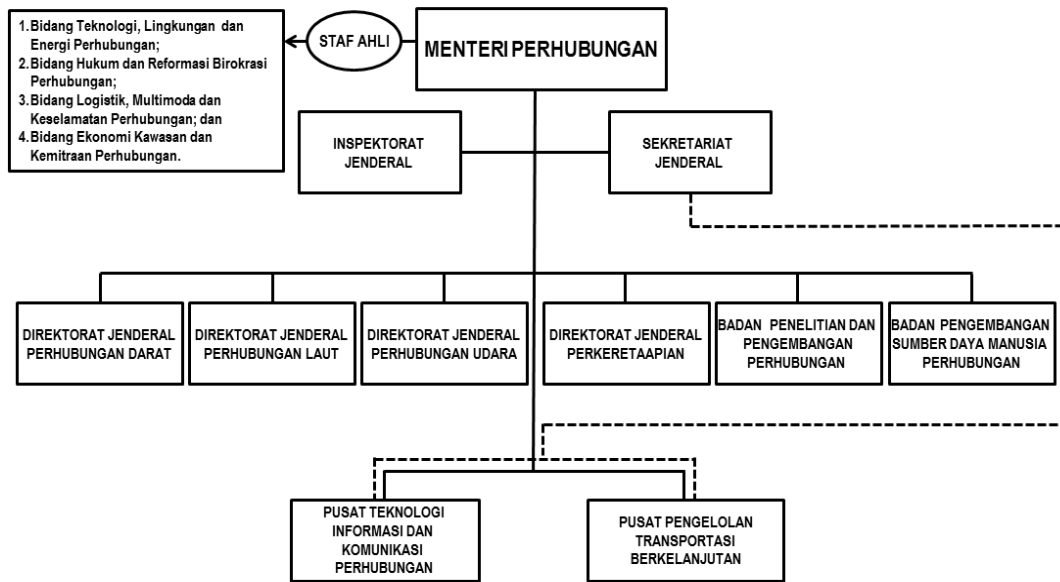 1.Bidang Teknologi, Lingkungan dan
Energi Perhubungan;
2.Bidang Hukum dan Reformasi Birokrasi
Perhubungan;
3.Bidang Logistik, Multimoda dan
Keselamatan Perhubungan; dan
4.Bidang Ekonomi Kawasan dan
Kemitraan Perhubungan.
STAF AHLI
MENTERI PERHUBUNGAN
INSPEKTORAT
JENDERAL
SEKRETARIAT
JENDERAL
DIREKTORAT JENDERAL
PERHUBUNGAN DARAT
DIREKTORAT JENDERAL
PERHUBUNGAN LAUT
DIREKTORAT JENDERAL
PERHUBUNGAN UDARA
DIREKTORAT JENDERAL
PERKERETAAPIAN
BADAN PENELITIAN DAN
PENGEMBANGAN
PERHUBUNGAN
BADAN PENGEMBANGAN
SUMBER DAYA MANUSIA
PERHUBUNGAN
PUSAT TEKNOLOGI
INFORMASI DAN
KOMUNIKASI
PERHUBUNGAN
PUSAT PENGELOLAN
TRANSPORTASI
BERKELANJUTAN